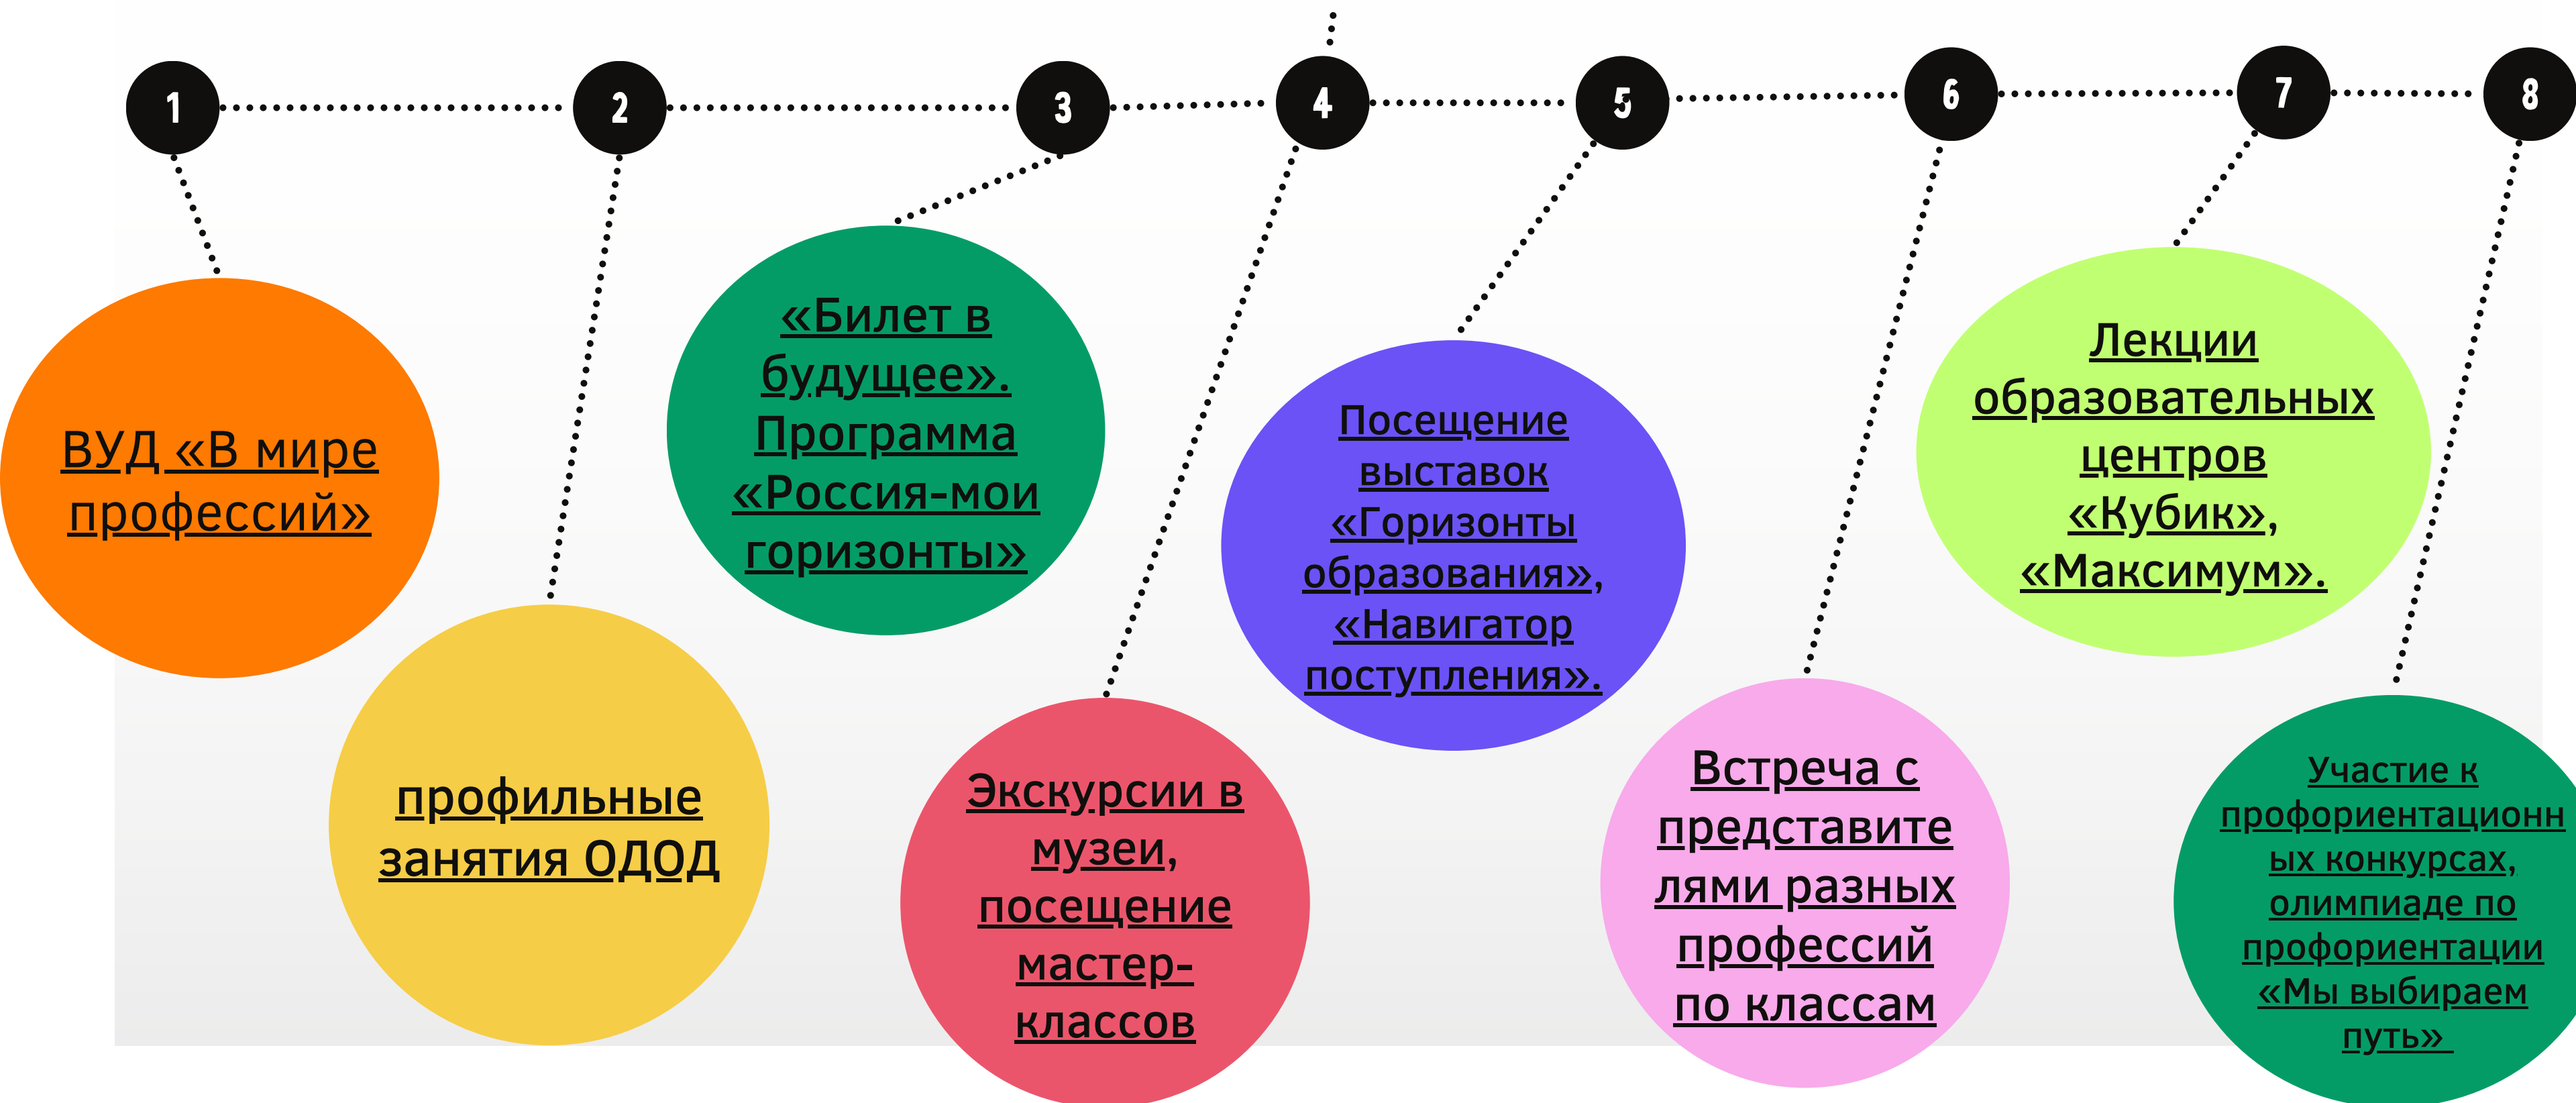 1
2
3
4
5
6
7
8
ВУД «В мире
профессий»
профильные
занятия ОДОД
«Билет в
будущее».
Программа
«Россия-мои
горизонты»
Экскурсии в
музеи,
посещение
мастер-
классов
Посещение
выставок
«Горизонты
образования»,
«Навигатор
поступления».
Встреча с
представите
лями разных
профессий
по классам
Лекции
образовательных
центров
«Кубик»,
«Максимум».
Участие к
профориентационн
ых конкурсах,
олимпиаде по
профориентации
«Мы выбираем
путь»